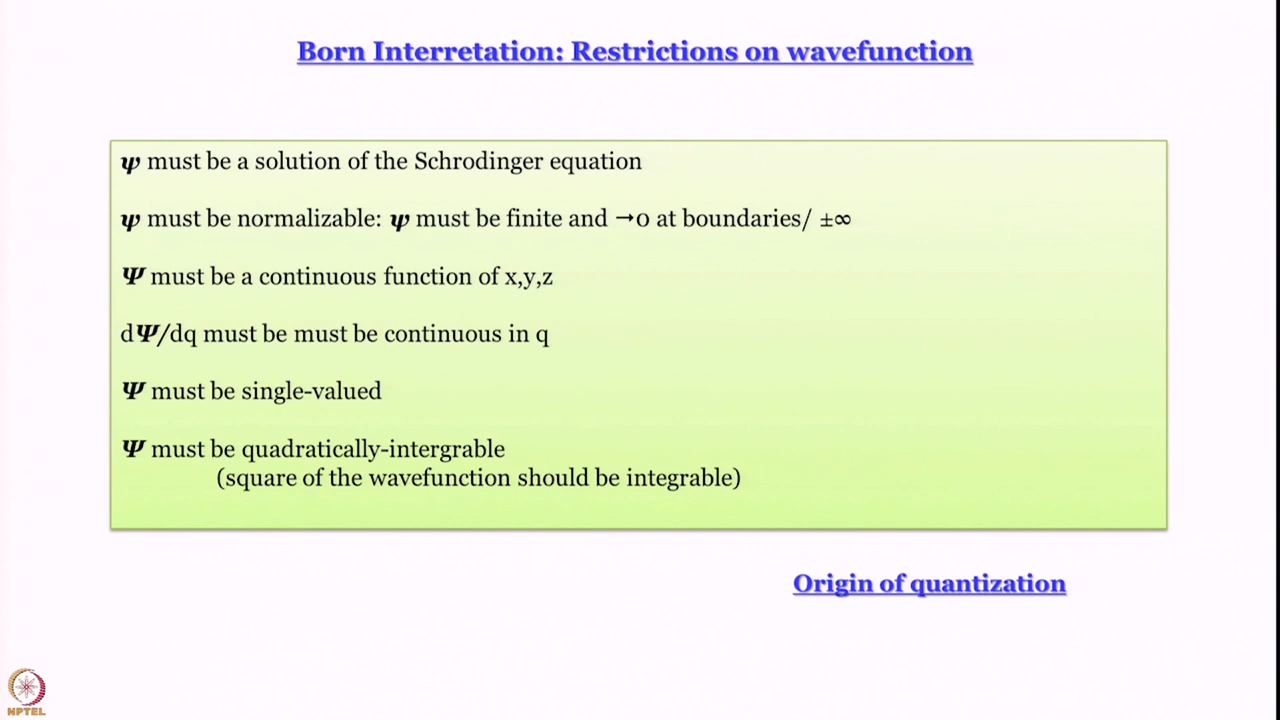 Born Interretation: Restrictions on wavefunction
ψ must be a solution of the Schrodinger equation
ψ must be normalizable: ψ must be finite and →0 at boundaries/ ±∞
Ψ must be a continuous function of x,y,z
dΨ/dq must be must be continuous in q
Ψ must be single-valued
Ψ must be quadratically-intergrable
(square of the wavefunction should be integrable)
Origin of quantization
NPTEL